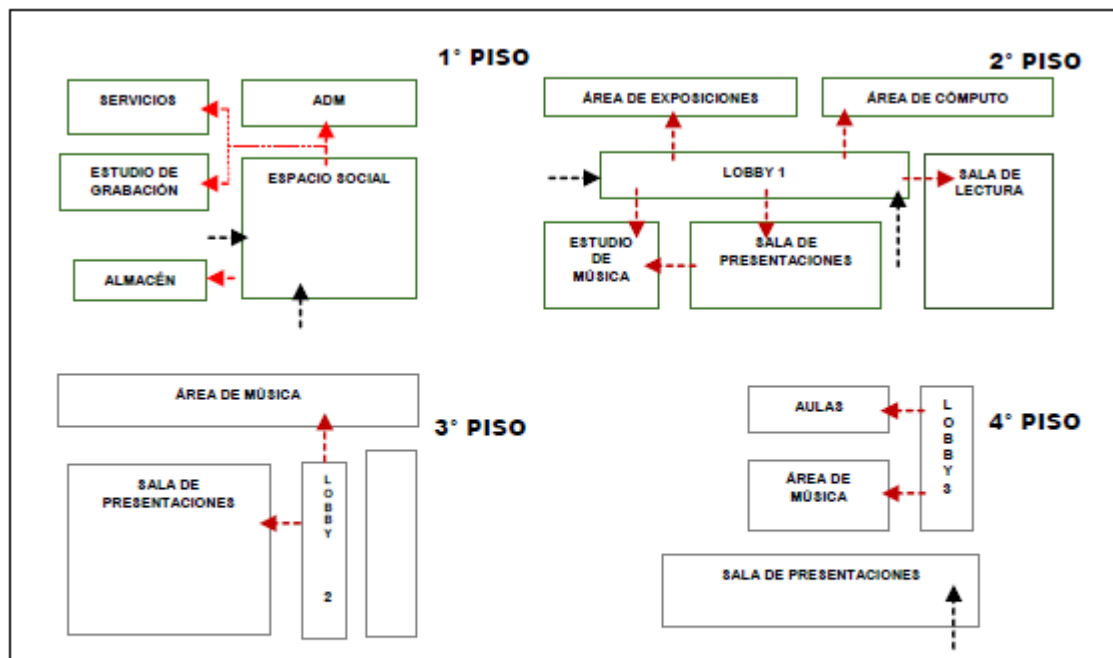 1° PISO
SERVICIOS
ADM
ESTUDIO DE
GRABACIÓN
ESPACIO SOCIAL
ALMACÉN
2° PISO
ÁREA DE EXPOSICIONES
ÁREA DE CÓMPUTO
LOBBY 1
SALA DE
LECTURA
ESTUDIO
DE
MÚSICA
SALA DE
PRESENTACIONES
3° PISO
ÁREA DE MÚSICA
SALA DE
PRESENTACIONES
LOBBY 2
4° PISO
AULAS
LOBBY 3
ÁREA DE
MÚSICA
SALA DE PRESENTACIONES